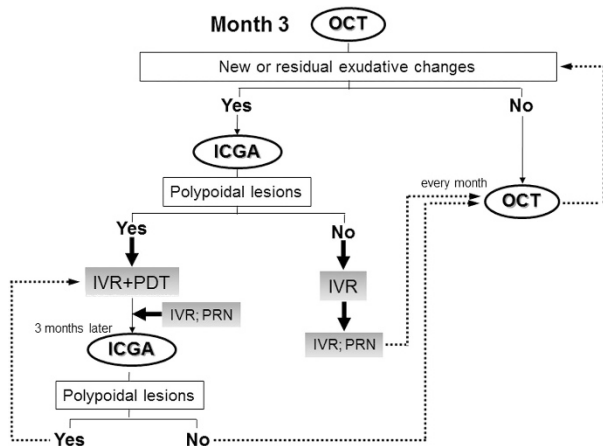 Month 3 OCT
New or residual exudative changes
Yes No
ICGA
Polypoidal lesions
every month
OCT
Yes No
IVR+PDT
IVR
IVR; PRN
3 months later
ICGA
IVR; PRN
Polypoidal lesions
Yes No